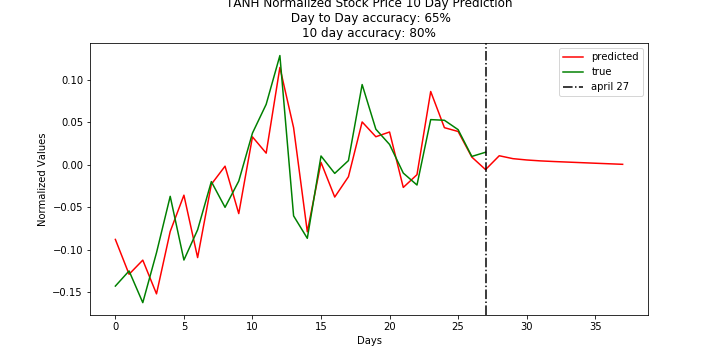 TANH Normalized Stock Price 10 Day Prediction
Day to Day accuracy: 65%
10 day accuracy: 80%
predicted
true
april 27
Normalized Values
0.10
0.05
0.00
−0.05
−0.10
−0.15
0 5 10 15 20 25 30 35
Days